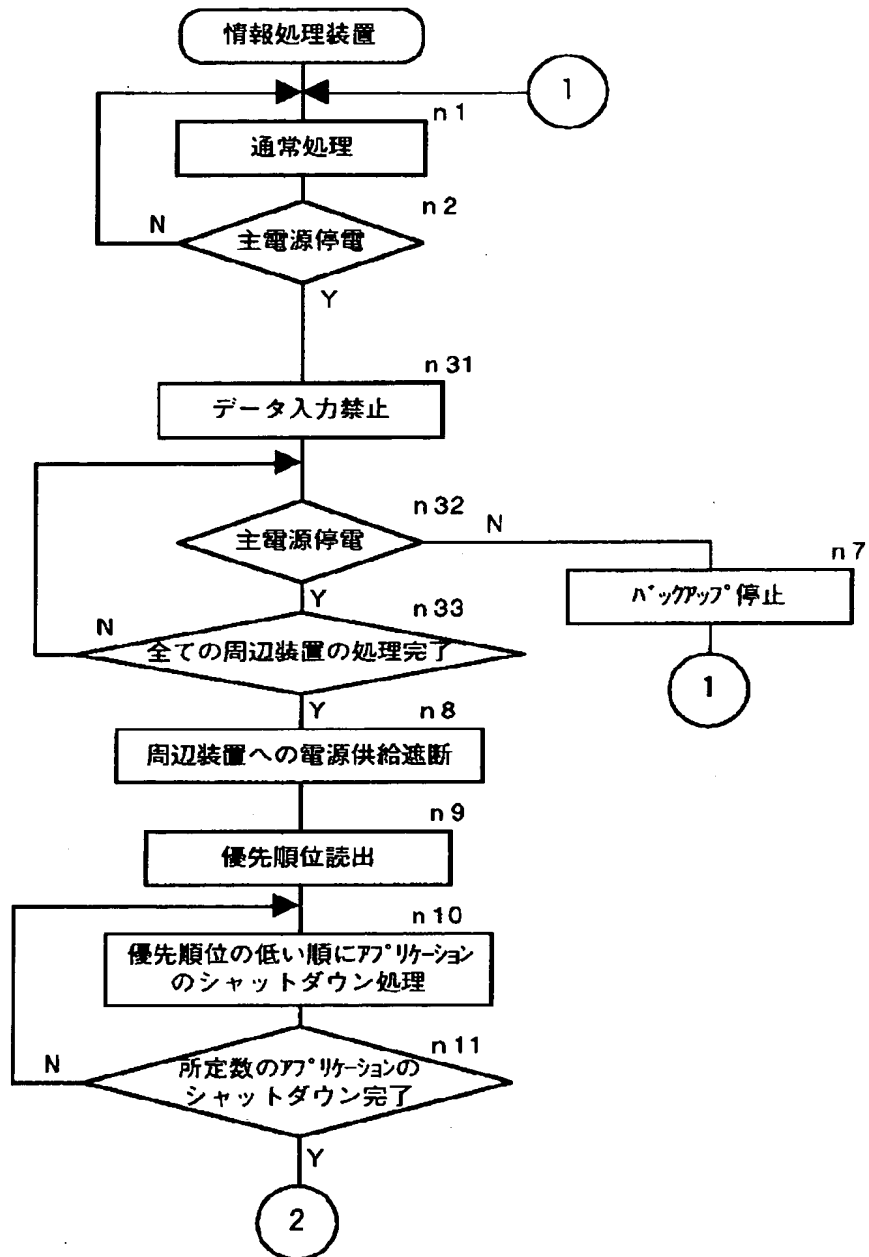 情報処理装置
1
n1
通常処理
n2
主電源停電
N
Y
n31
データ入力禁止
n32
主電源停電
N
Y
n7
バックアップ停止
1
n33
全ての周辺装置の処理完了
N
Y
n8
周辺装置への電源供給遮断
n9
優先順位読出
n10
優先順位の低い順にアプリケーション
のシャットダウン処理
n11
所定数のアプリケーションの
シャットダウン完了
N
Y
2